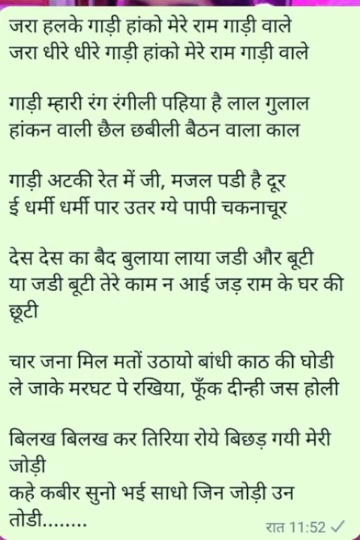 जरा हलके गाड़ी हांको मेरे राम गाड़ी वाले
जरा धीरे धीरे गाड़ी हांको मेरे राम गाड़ी वाले
गाड़ी म्हारी रंग रंगीली पहिया है लाल गुलाल
हांकन वाली छैल छबीली बैठन वाला काल
गाड़ी अटकी रेत में जी, मजल पडी है दूर
ई धर्मी धर्मी पार उतर ग्ये पापी चकनाचूर
देस देस का बैद बुलाया लाया जडी और बूटी
या जडी बूटी तेरे काम न आई जड़ राम के घर की
छूटी
चार जना मिल मतों उठायो बांधी काठ की घोडी
ले जाके मरघट पे रखिया, फूँक दीन्ही जस होली
बिलख बिलख कर तिरिया रोये बिछड़ गयी मेरी
जोड़ी
कहे कबीर सुनो भई साधो जिन जोड़ी उन
तोडी........
रात 11:52